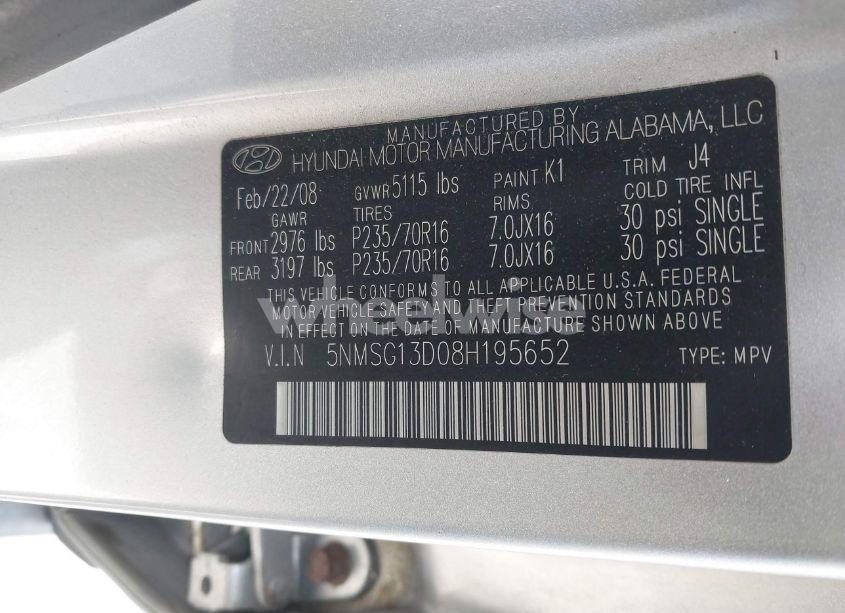 MANUFACTURED BY
HYUNDAI MOTOR MANUFACTURING ALABAMA, LLC
Feb/22/08 GVWR 5115 lbs PAINT K1 TRIM J4
GAWR TIRES RIMS COLD TIRE INFL
FRONT 2976 lbs P235/70R16 7.0JX16 30 psi SINGLE
REAR 3197 lbs P235/70R16 7.0JX16 30 psi SINGLE
THIS VEHICLE CONFORMS TO ALL APPLICABLE U.S.A. FEDERAL
MOTOR VEHICLE SAFETY AND THEFT PREVENTION STANDARDS
IN EFFECT ON THE DATE OF MANUFACTURE SHOWN ABOVE.
V.I.N 5NMSG13D08H195652 TYPE: MPV
wheelwise